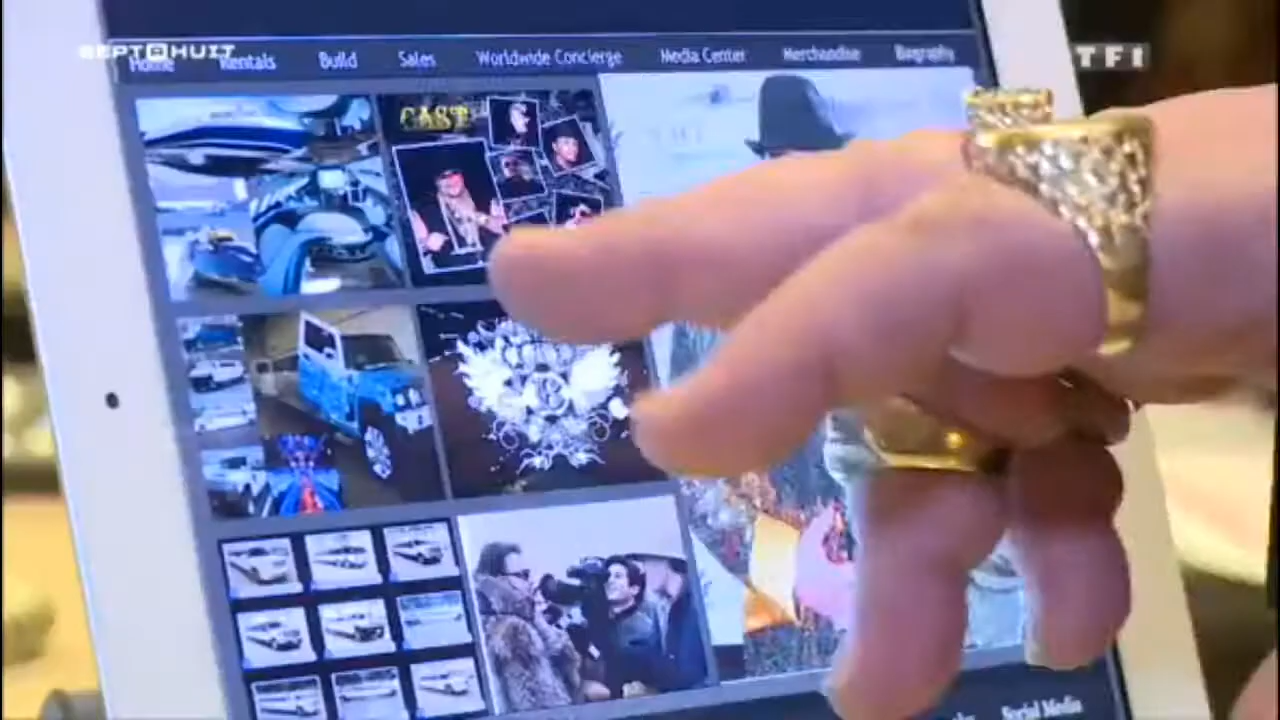 SEPT À HUIT
TF1
Home Rentals Build Sales Worldwide Concierge Media Center Merchandise Biography
CAST
Social Media